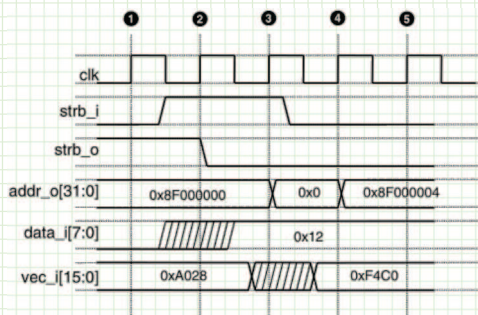 1 2 3 4 5
clk
strb_i
strb_o
addr_o[31:0] 0x8F000000 0x0 0x8F000004
data_i[7:0] 0x12
vec_i[15:0] 0xA028 0xF4C0